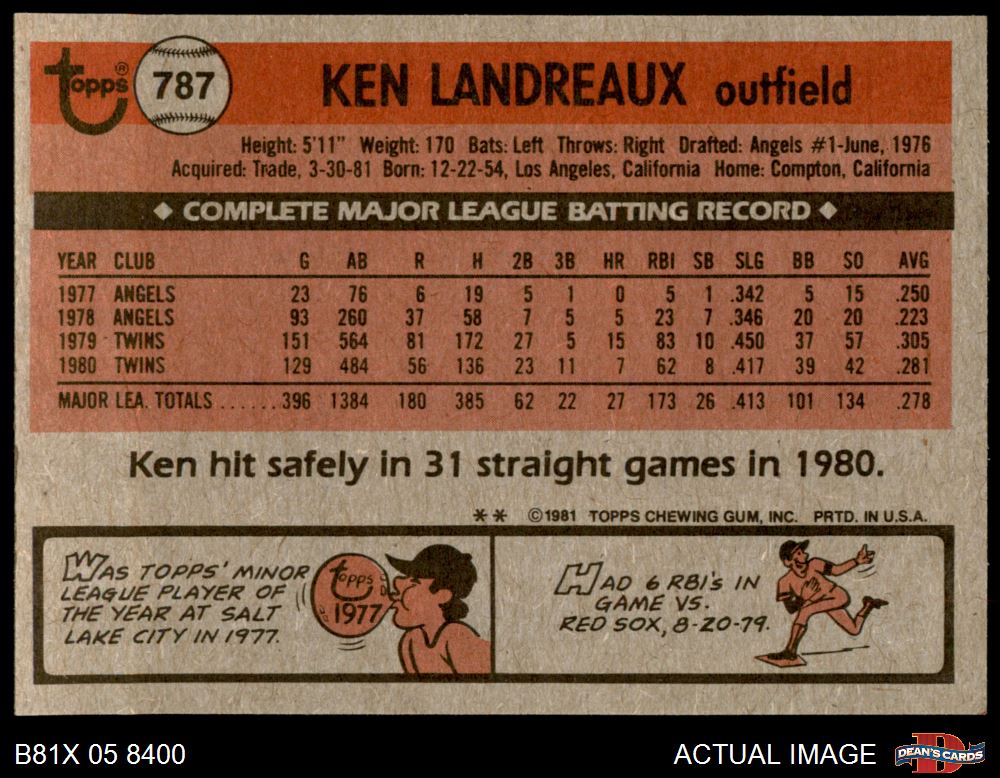 topps® 787 KEN LANDREAUX outfield
Height: 5'11" Weight: 170 Bats: Left Throws: Right Drafted: Angels #1-June, 1976
Acquired: Trade, 3-30-81 Born: 12-22-54, Los Angeles, California Home: Compton, California
◆ COMPLETE MAJOR LEAGUE BATTING RECORD ◆
YEAR CLUB G AB R H 2B 3B HR RBI SB SLG BB SO AVG
1977 ANGELS 23 76 6 19 5 1 0 5 1 .342 5 15 .250
1978 ANGELS 93 260 37 58 7 5 5 23 7 .346 20 20 .223
1979 TWINS 151 564 81 172 27 5 15 83 10 .450 37 57 .305
1980 TWINS 129 484 56 136 23 11 7 62 8 .417 39 42 .281
MAJOR LEA. TOTALS ...... 396 1384 180 385 62 22 27 173 26 .413 101 134 .278
Ken hit safely in 31 straight games in 1980.
** ©1981 TOPPS CHEWING GUM, INC. PRTD. IN U.S.A.
WAS TOPPS' MINOR
LEAGUE PLAYER OF
THE YEAR AT SALT
LAKE CITY IN 1977.
topps
1977
HAD 6 RBI's IN
GAME VS.
RED SOX, 8-20-79.
B81X 05 8400 ACTUAL IMAGE DEAN'S CARDS